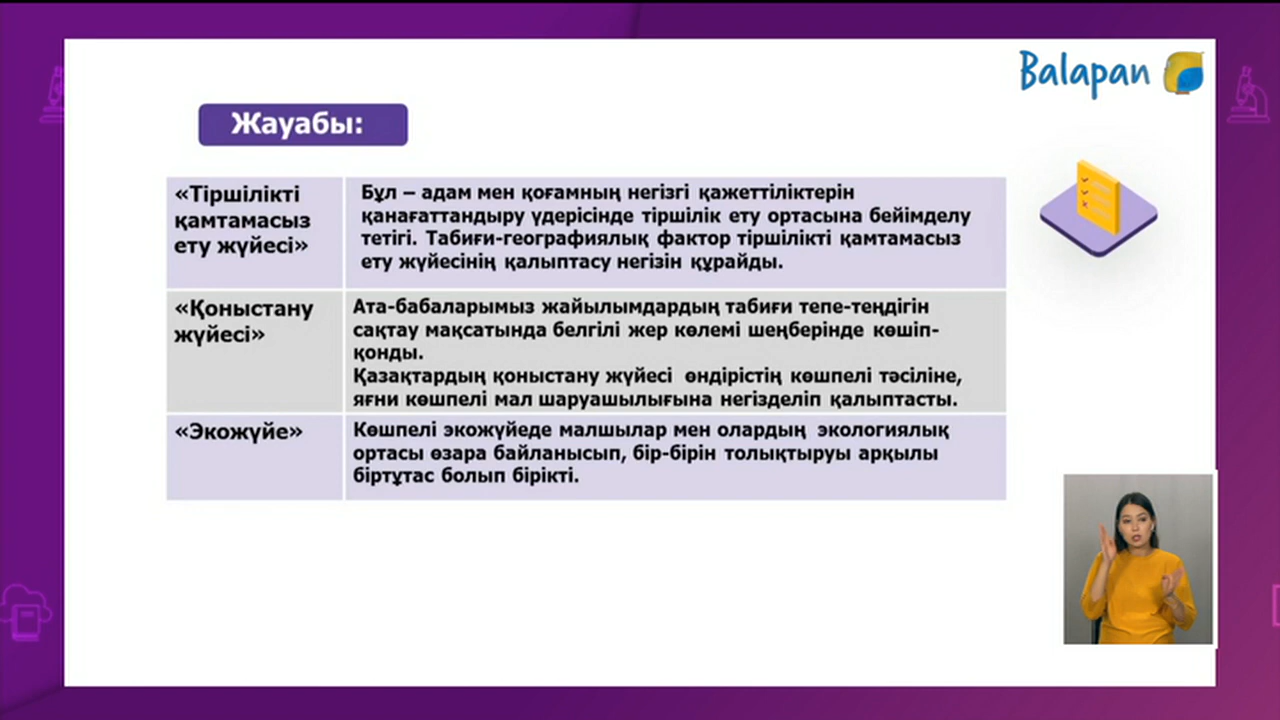 Balapan
Жауабы:
«Тіршілікті
қамтамасыз
ету жүйесі»
Бұл – адам мен қоғамның негізгі қажеттіліктерін
қанағаттандыру үдерісінде тіршілік ету ортасына бейімделу
тетігі. Табиғи-географиялық фактор тіршілікті қамтамасыз
ету жүйесінің қалыптасу негізін құрайды.
«Қоныстану
жүйесі»
Ата-бабаларымыз жайылымдардың табиғи тепе-теңдігін
сақтау мақсатында белгілі жер көлемі шеңберінде көшіп-
қонды.
Қазақтардың қоныстану жүйесі өндірістің көшпелі тәсіліне,
яғни көшпелі мал шаруашылығына негізделіп қалыптасты.
«Экожүйе»
Көшпелі экожүйеде малшылар мен олардың экологиялық
ортасы өзара байланысып, бір-бірін толықтыруы арқылы
біртұтас болып бірікті.